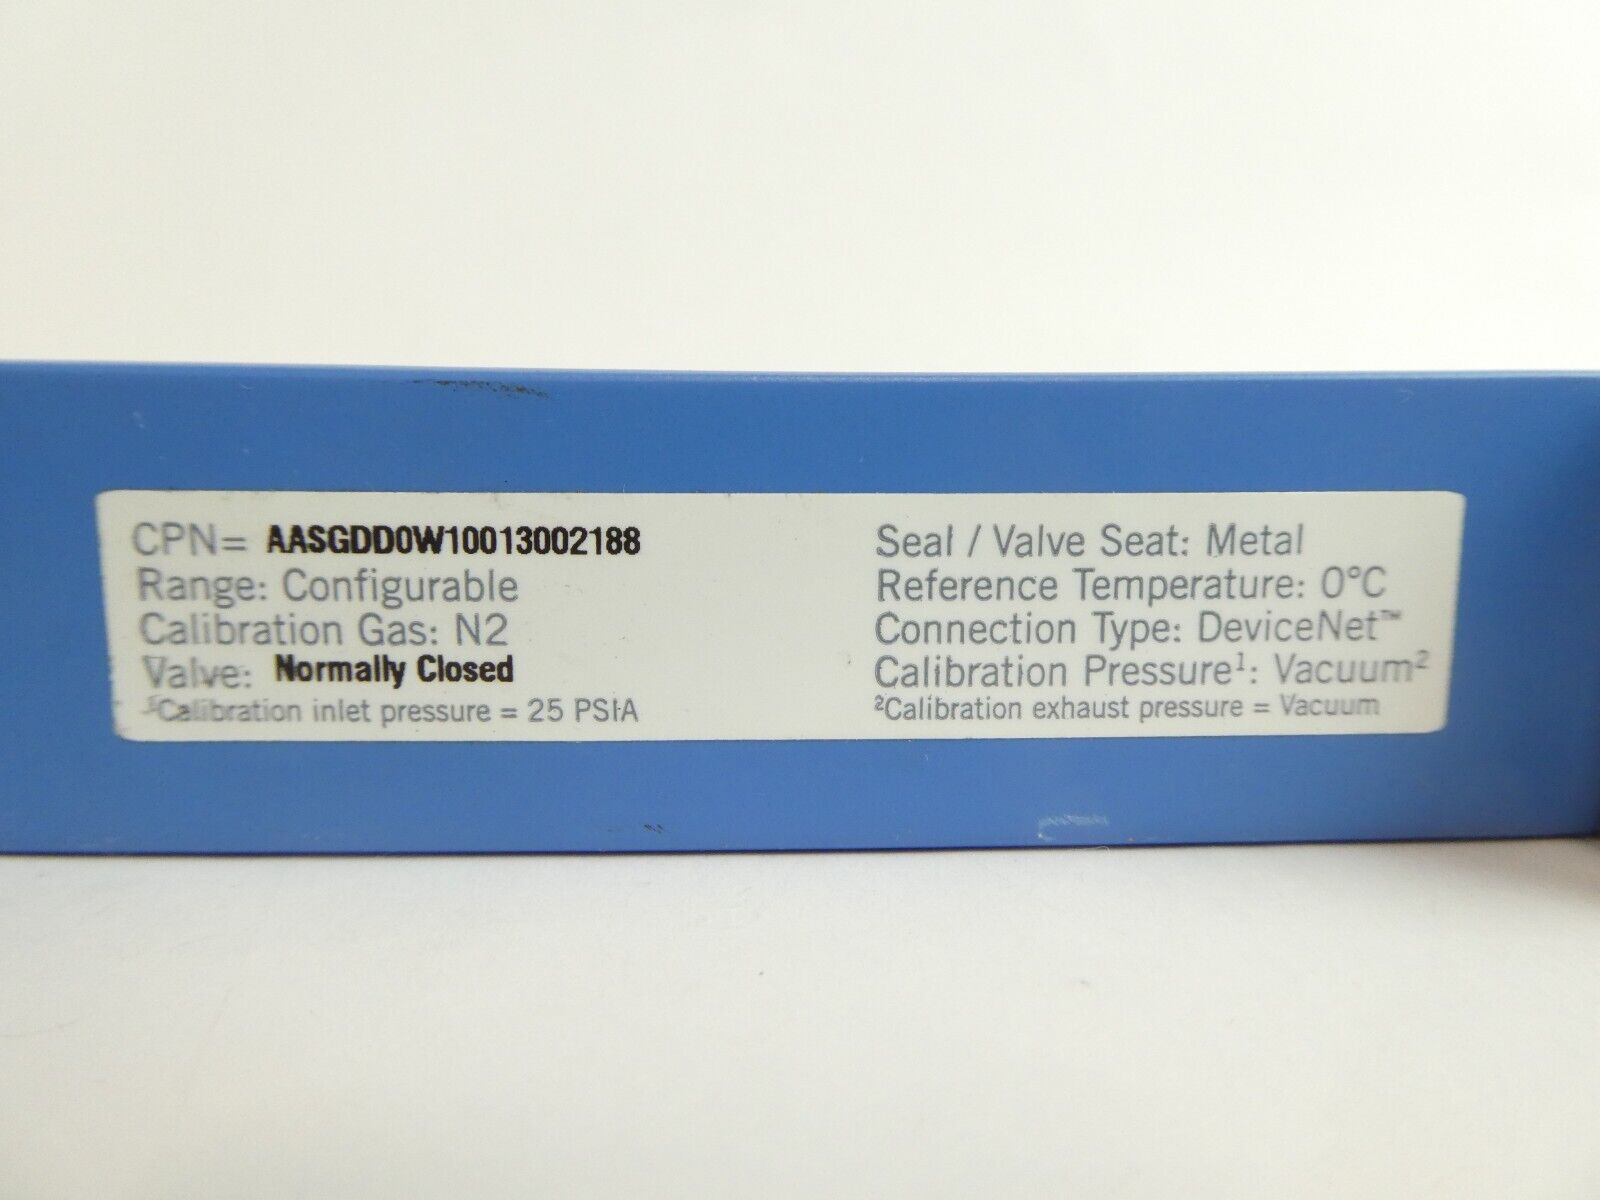 CPN= AASGDD0W10013002188
Range: Configurable
Calibration Gas: N2
Valve: Normally Closed
¹Calibration inlet pressure = 25 PSIA
Seal / Valve Seat: Metal
Reference Temperature: 0°C
Connection Type: DeviceNet™
Calibration Pressure¹: Vacuum²
²Calibration exhaust pressure = Vacuum